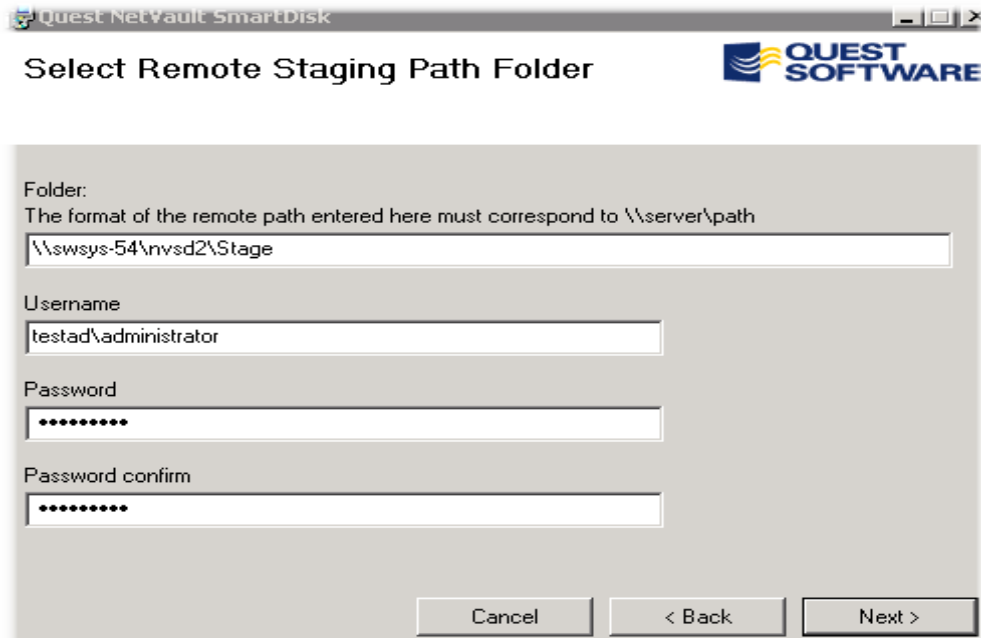 Quest NetVault SmartDisk
Select Remote Staging Path Folder
QUEST
SOFTWARE
Folder:
The format of the remote path entered here must correspond to \\server\path
\\swsys-54\nvsd2\Stage
Username
testad\administrator
Password
•••••••••
Password confirm
•••••••••
Cancel
< Back
Next >